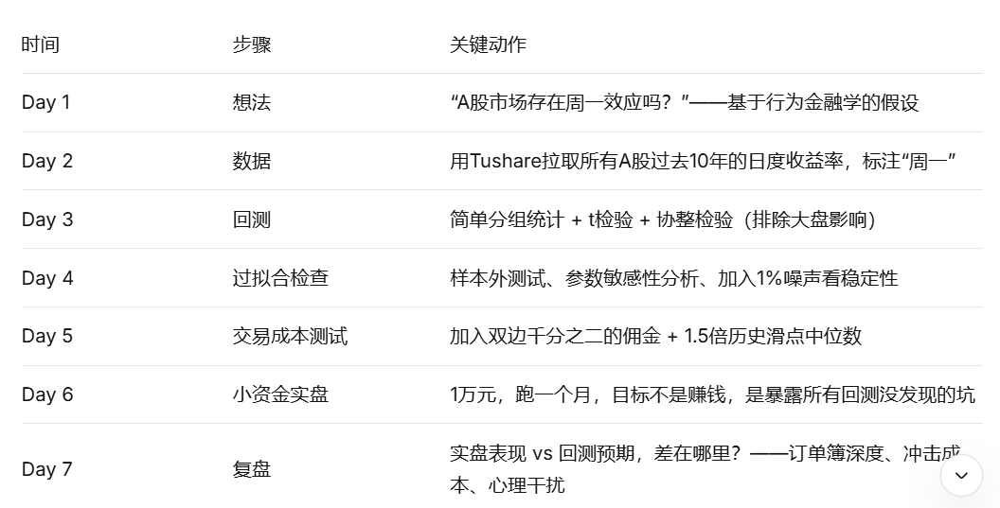 时间 步骤 关键动作
Day 1 想法 “A股市场存在周一效应吗？”——基于行为金融学的假设
Day 2 数据 用Tushare拉取所有A股过去10年的日度收益率，标注“周一”
Day 3 回测 简单分组统计 + t检验 + 协整检验（排除大盘影响）
Day 4 过拟合检查 样本外测试、参数敏感性分析、加入1%噪声看稳定性
Day 5 交易成本测试 加入双边千分之二的佣金 + 1.5倍历史滑点中位数
Day 6 小资金实盘 1万元，跑一个月，目标不是赚钱，是暴露所有回测没发现的坑
Day 7 复盘 实盘表现 vs 回测预期，差在哪里？——订单簿深度、冲击成
本、心理干扰